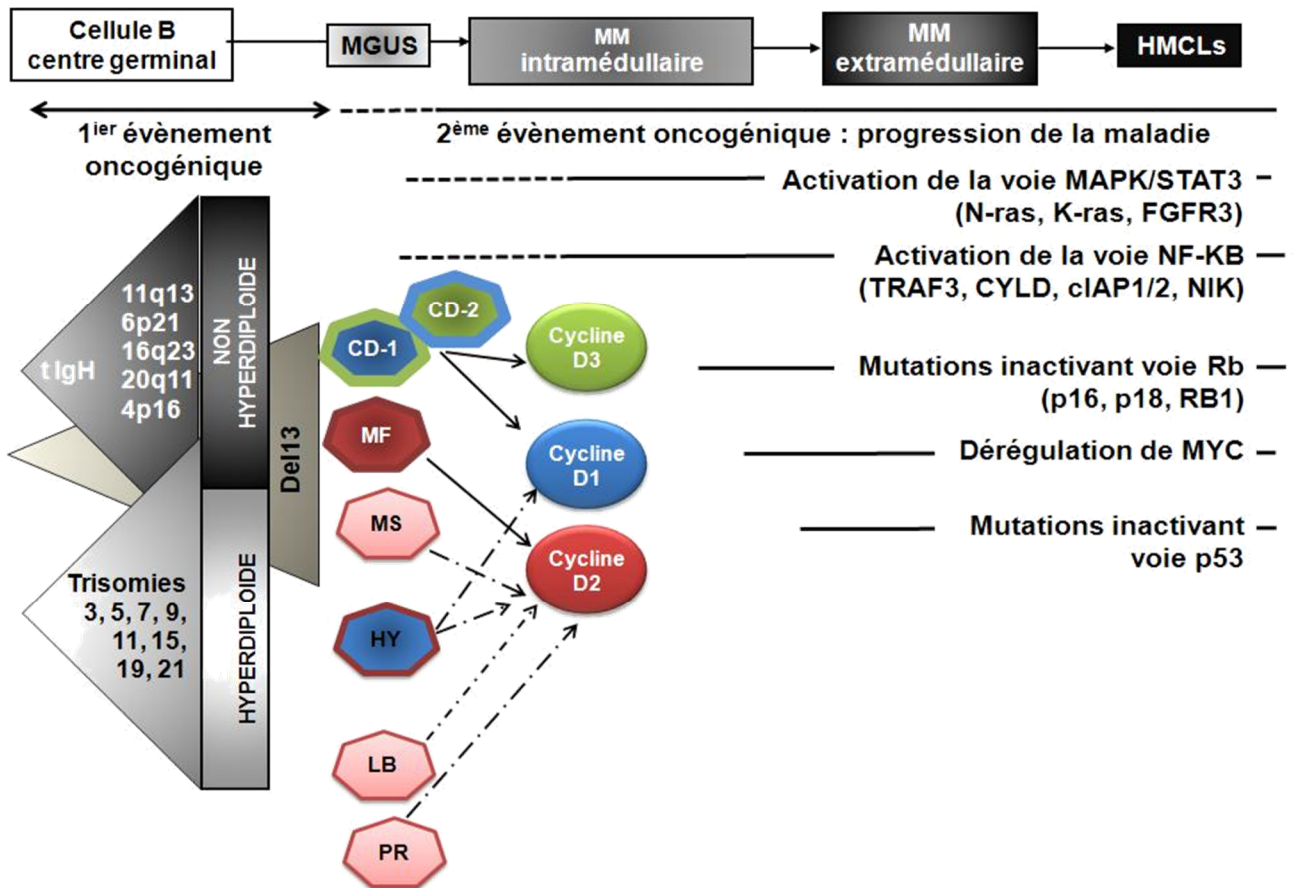 Cellule B
centre germinal
MGUS
MM
intramédullaire
MM
extramédullaire
HMCLs
1ier évènement
oncogénique
2ème évènement oncogénique : progression de la maladie
Activation de la voie MAPK/STAT3
(N-ras, K-ras, FGFR3)
Activation de la voie NF-KB
(TRAF3, CYLD, cIAP1/2, NIK)
Mutations inactivant voie Rb
(p16, p18, RB1)
Dérégulation de MYC
Mutations inactivant
voie p53
t IgH
11q13
6p21
16q23
20q11
4p16
NON
HYPERDIPLOIDE
Del13
Trisomies
3, 5, 7, 9,
11, 15,
19, 21
HYPERDIPLOIDE
CD-1
CD-2
MF
MS
HY
LB
PR
Cycline
D3
Cycline
D1
Cycline
D2